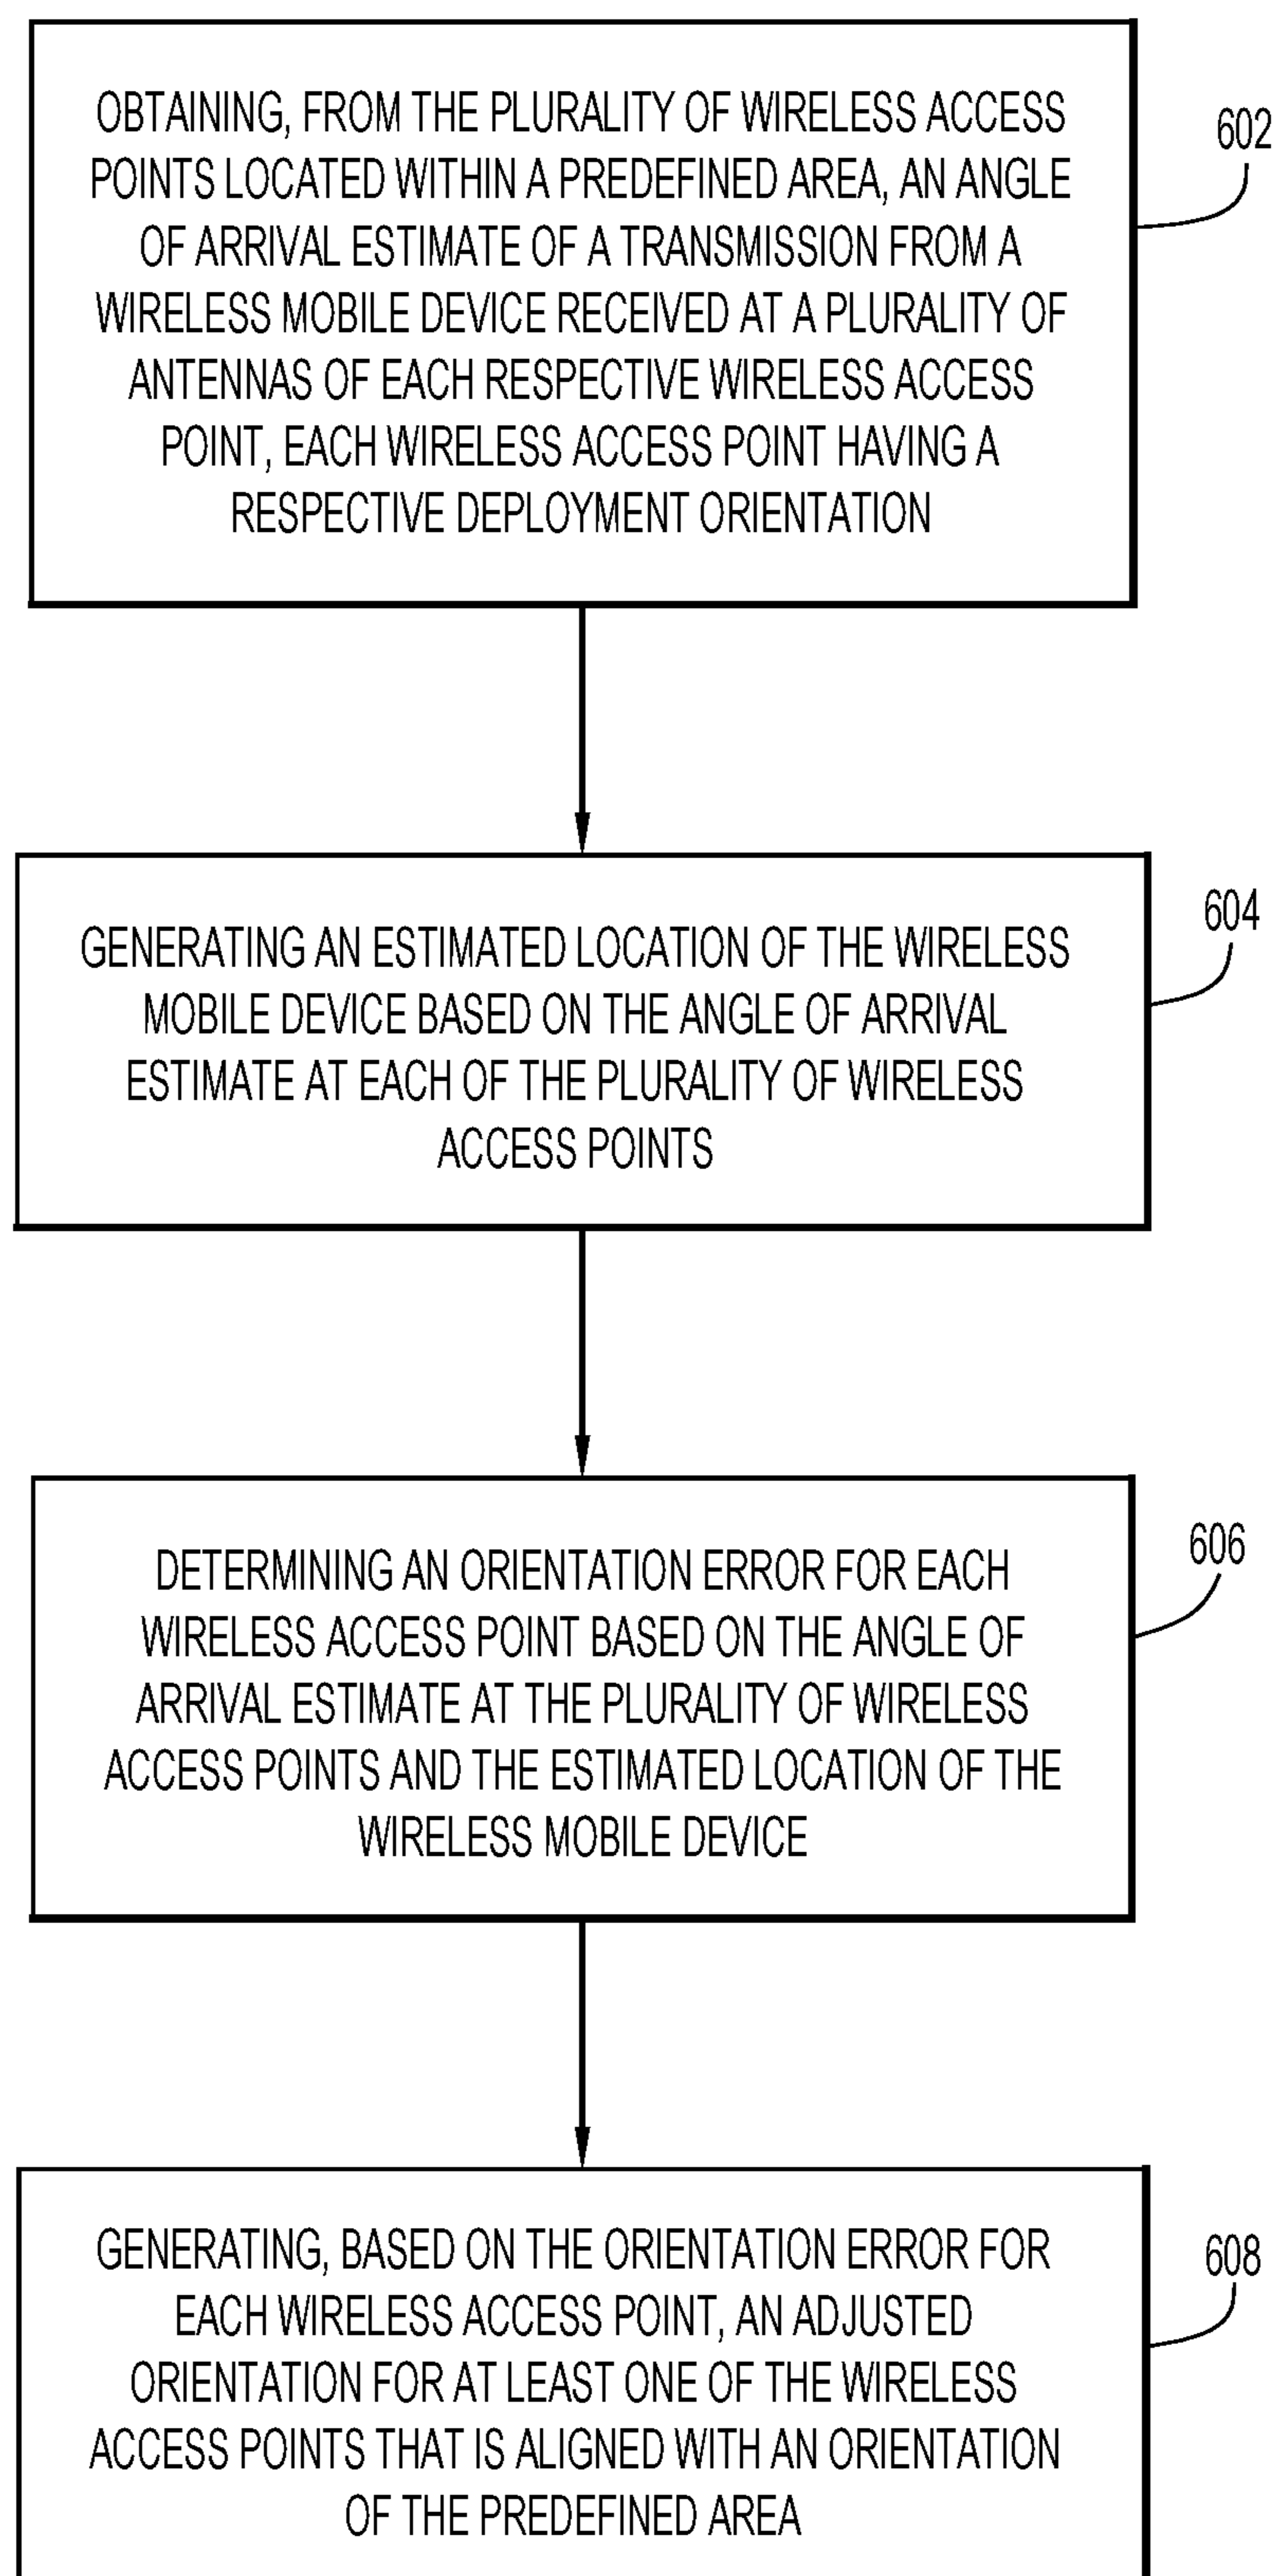 OBTAINING, FROM THE PLURALITY OF WIRELESS ACCESS
POINTS LOCATED WITHIN A PREDEFINED AREA, AN ANGLE
OF ARRIVAL ESTIMATE OF A TRANSMISSION FROM A
WIRELESS MOBILE DEVICE RECEIVED AT A PLURALITY OF
ANTENNAS OF EACH RESPECTIVE WIRELESS ACCESS
POINT, EACH WIRELESS ACCESS POINT HAVING A
RESPECTIVE DEPLOYMENT ORIENTATION
602
GENERATING AN ESTIMATED LOCATION OF THE WIRELESS
MOBILE DEVICE BASED ON THE ANGLE OF ARRIVAL
ESTIMATE AT EACH OF THE PLURALITY OF WIRELESS
ACCESS POINTS
604
DETERMINING AN ORIENTATION ERROR FOR EACH
WIRELESS ACCESS POINT BASED ON THE ANGLE OF
ARRIVAL ESTIMATE AT THE PLURALITY OF WIRELESS
ACCESS POINTS AND THE ESTIMATED LOCATION OF THE
WIRELESS MOBILE DEVICE
606
GENERATING, BASED ON THE ORIENTATION ERROR FOR
EACH WIRELESS ACCESS POINT, AN ADJUSTED
ORIENTATION FOR AT LEAST ONE OF THE WIRELESS
ACCESS POINTS THAT IS ALIGNED WITH AN ORIENTATION
OF THE PREDEFINED AREA
608